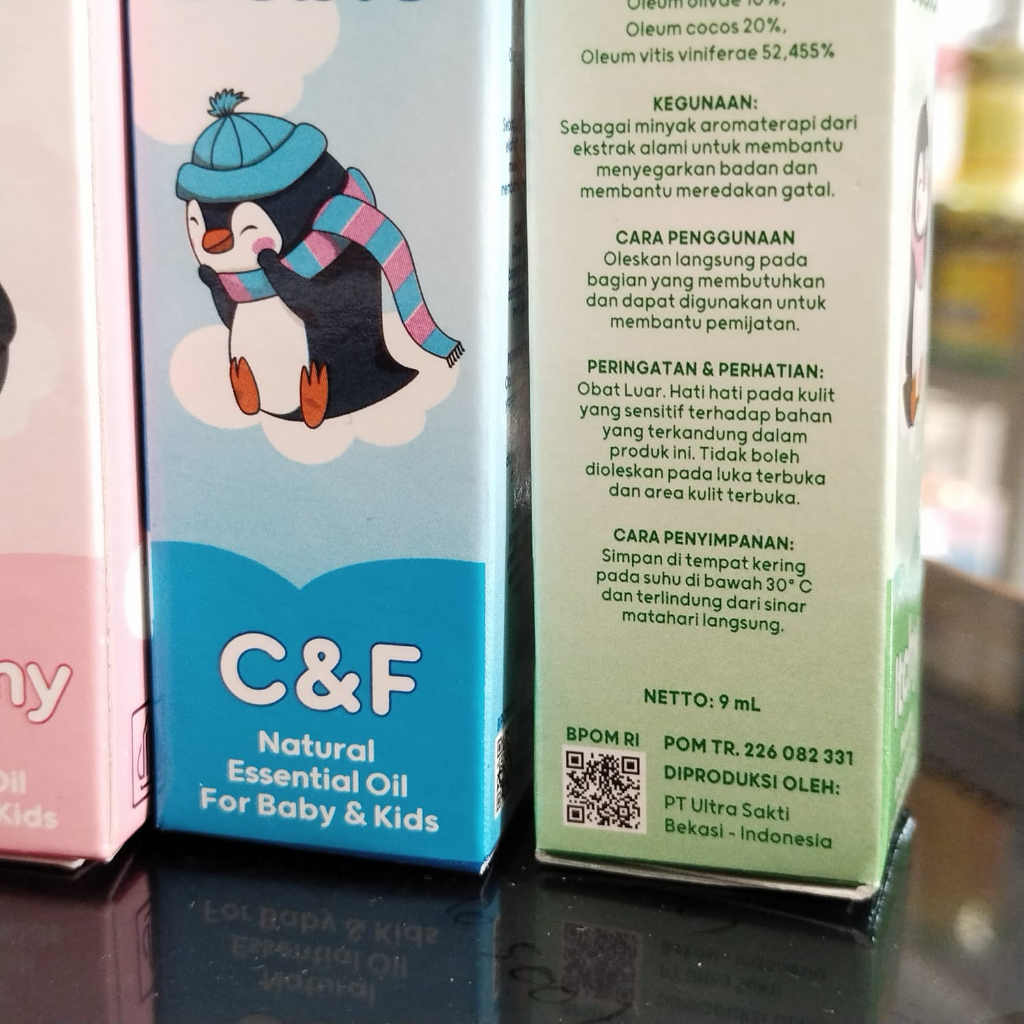 C&F
Natural
Essential Oil
For Baby & Kids
Oil
Kids
Oleum olivae 10%,
Oleum cocos 20%,
Oleum vitis viniferae 52,455%
KEGUNAAN:
Sebagai minyak aromaterapi dari
ekstrak alami untuk membantu
menyegarkan badan dan
membantu meredakan gatal.
CARA PENGGUNAAN
Oleskan langsung pada
bagian yang membutuhkan
dan dapat digunakan untuk
membantu pemijatan.
PERINGATAN & PERHATIAN:
Obat Luar. Hati hati pada kulit
yang sensitif terhadap bahan
yang terkandung dalam
produk ini. Tidak boleh
dioleskan pada luka terbuka
dan area kulit terbuka.
CARA PENYIMPANAN:
Simpan di tempat kering
pada suhu di bawah 30° C
dan terlindung dari sinar
matahari langsung.
NETTO: 9 mL
BPOM RI
POM TR. 226 082 331
DIPRODUKSI OLEH:
PT Ultra Sakti
Bekasi - Indonesia